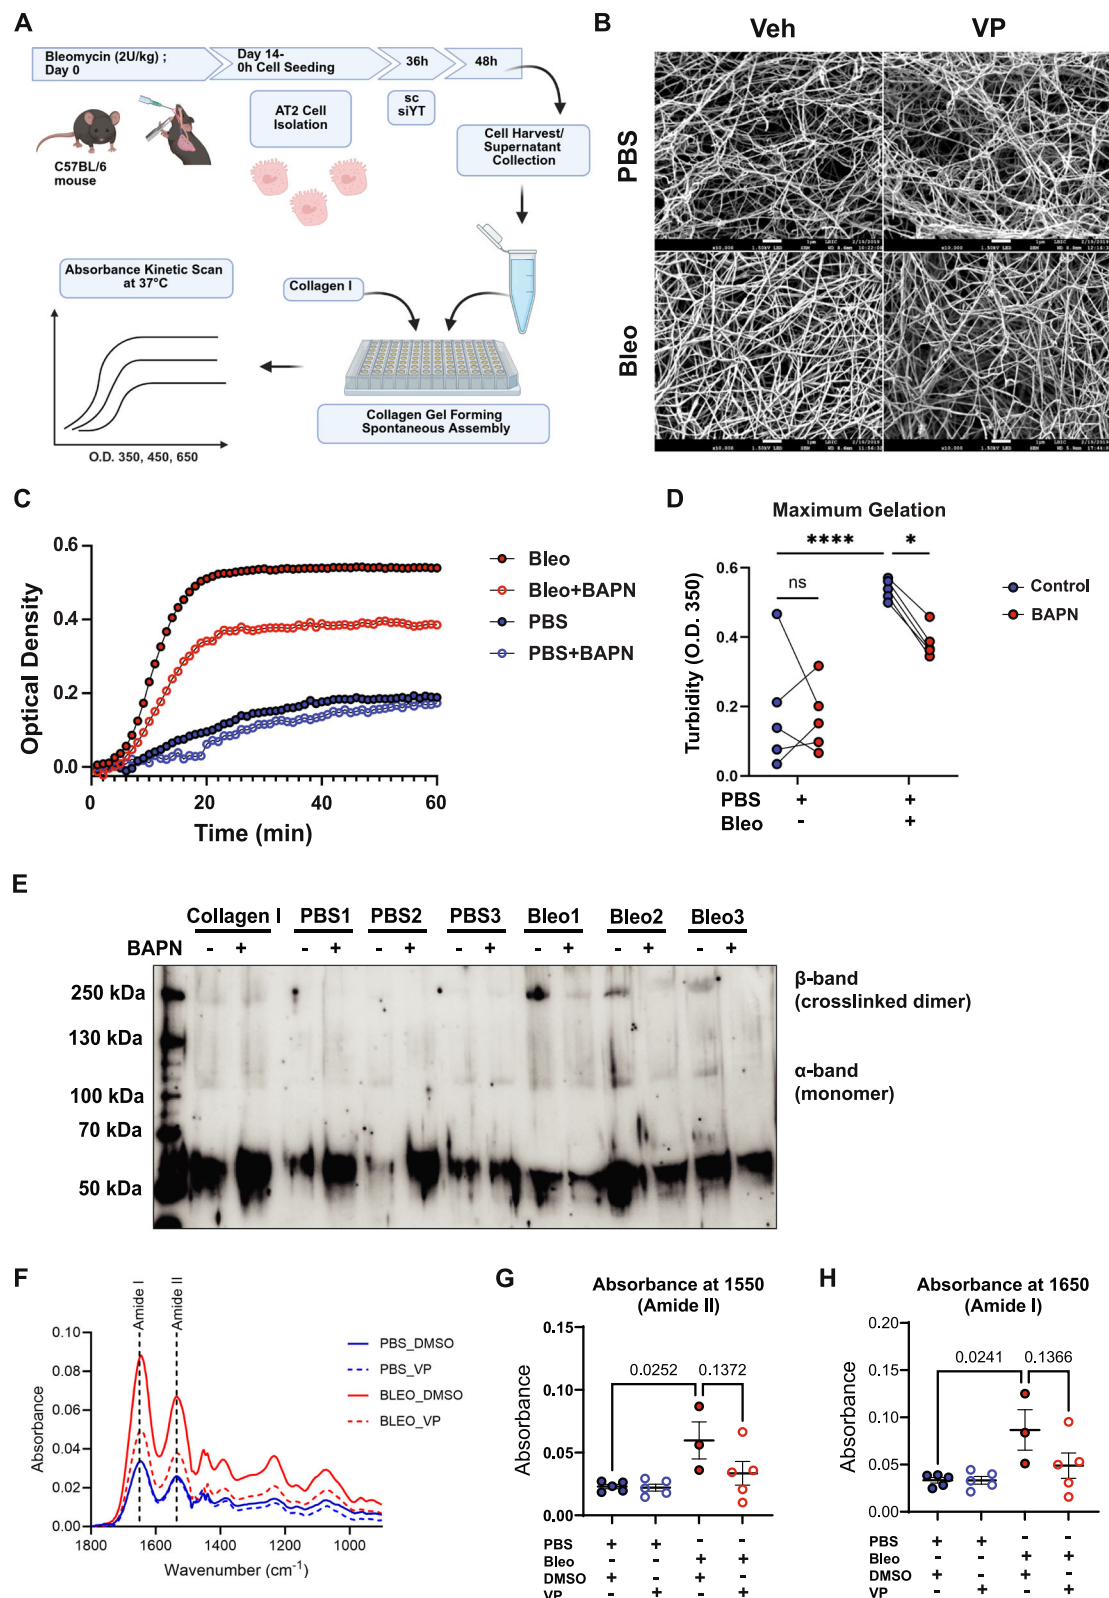 A
Bleomycin (2U/kg) ;
Day 0
Day 14-
0h Cell Seeding
36h
48h
C57BL/6
mouse
AT2 Cell
Isolation
sc
siYT
Cell Harvest/
Supernatant
Collection
Absorbance Kinetic Scan
at 37°C
Collagen I
Collagen Gel Forming
Spontaneous Assembly
O.D. 350, 450, 650
B
Veh
VP
PBS
Bleo
C
Optical Density
0.6
0.4
0.2
0.0
0
20
40
60
Time (min)
Bleo
Bleo+BAPN
PBS
PBS+BAPN
D
Maximum Gelation
****
*
ns
Turbidity (O.D. 350)
0.6
0.4
0.2
0.0
Control
BAPN
PBS + +
Bleo - +
E
Collagen I PBS1 PBS2 PBS3 Bleo1 Bleo2 Bleo3
BAPN - + - + - + - + - + - + - +
250 kDa
130 kDa
100 kDa
70 kDa
50 kDa
β-band
(crosslinked dimer)
α-band
(monomer)
F
Amide I
Amide II
Absorbance
0.10
0.08
0.06
0.04
0.02
0.00
1800
1600
1400
1200
1000
Wavenumber (cm-1)
PBS_DMSO
PBS_VP
BLEO_DMSO
BLEO_VP
G
Absorbance at 1550
(Amide II)
0.0252
0.1372
Absorbance
0.15
0.10
0.05
0.00
PBS + + - -
Bleo - - + +
DMSO + - + -
VP - + - +
H
Absorbance at 1650
(Amide I)
0.0241
0.1366
Absorbance
0.20
0.15
0.10
0.05
0.00
PBS + + - -
Bleo - - + +
DMSO + - + -
VP - + - +